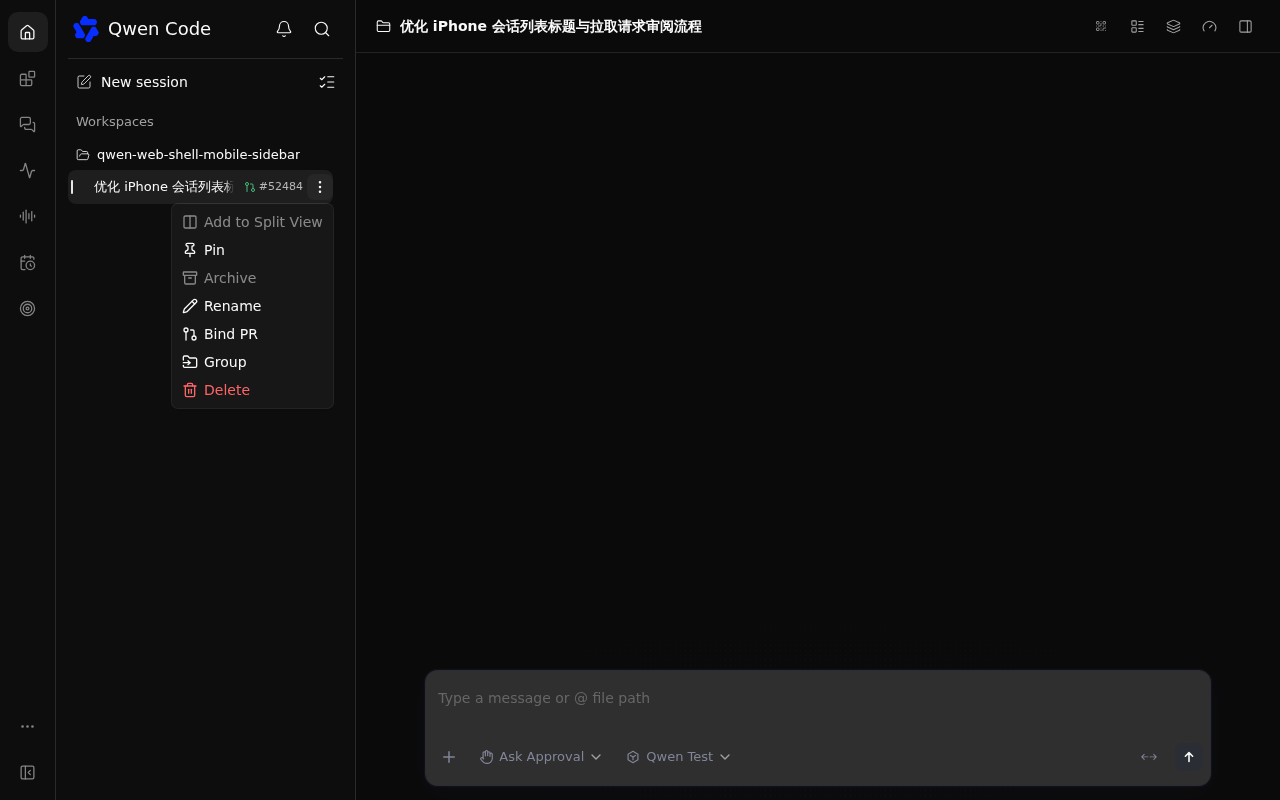 Qwen Code
New session
Workspaces
qwen-web-shell-mobile-sidebar
优化 iPhone 会话列表标 #52484
Add to Split View
Pin
Archive
Rename
Bind PR
Group
Delete
优化 iPhone 会话列表标题与拉取请求审阅流程
Type a message or @ file path
Ask Approval Qwen Test